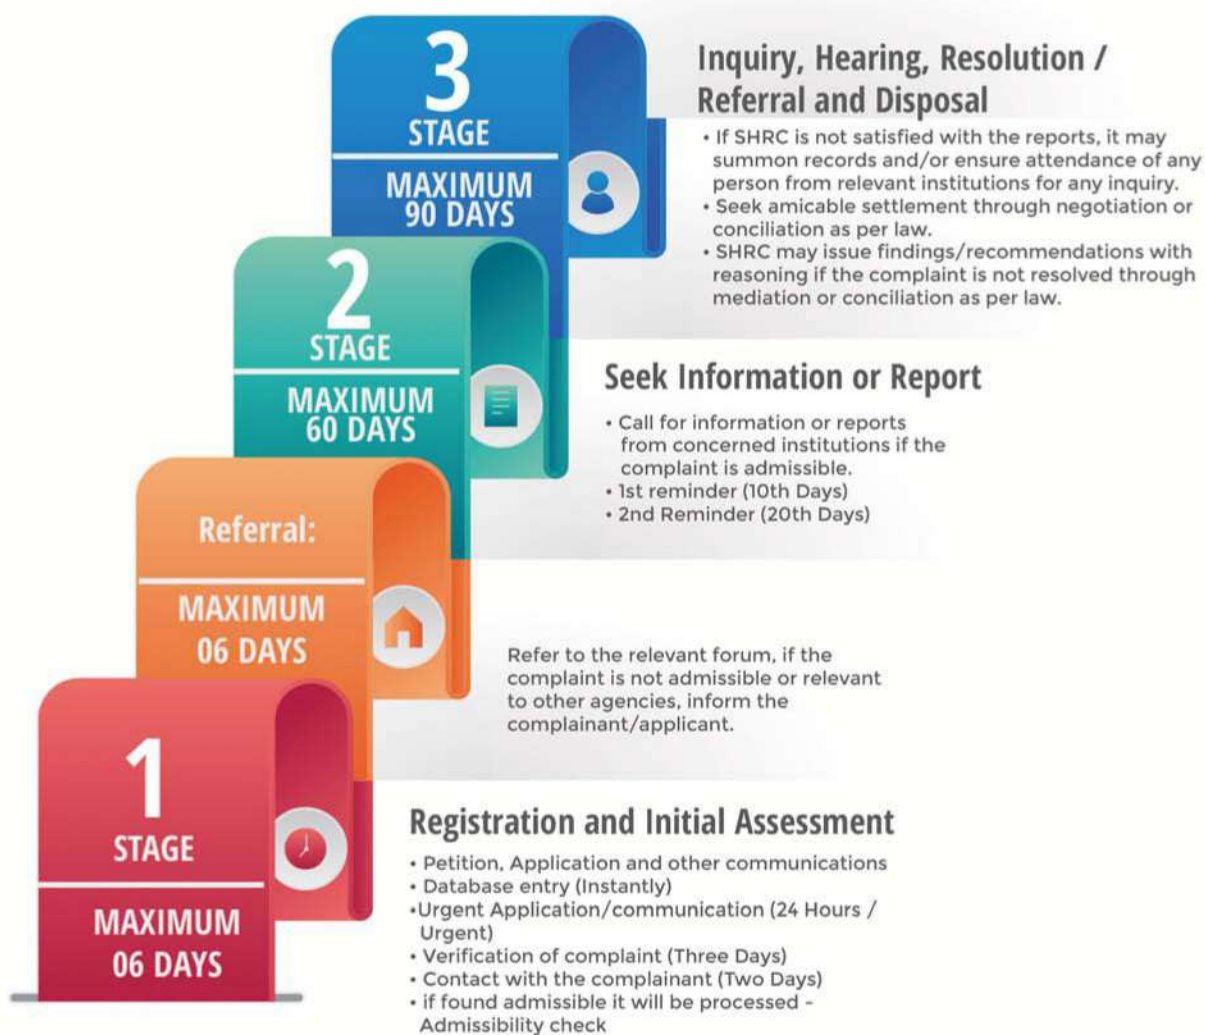 3
STAGE
MAXIMUM
90 DAYS
Inquiry, Hearing, Resolution /
Referral and Disposal
• If SHRC is not satisfied with the reports, it may
summon records and/or ensure attendance of any
person from relevant institutions for any inquiry.
• Seek amicable settlement through negotiation or
conciliation as per law.
• SHRC may issue findings/recommendations with
reasoning if the complaint is not resolved through
mediation or conciliation as per law.
2
STAGE
MAXIMUM
60 DAYS
Seek Information or Report
• Call for information or reports
from concerned institutions if the
complaint is admissible.
• 1st reminder (10th Days)
• 2nd Reminder (20th Days)
Referral:
MAXIMUM
06 DAYS
Refer to the relevant forum, if the
complaint is not admissible or relevant
to other agencies, inform the
complainant/applicant.
1
STAGE
MAXIMUM
06 DAYS
Registration and Initial Assessment
• Petition, Application and other communications
• Database entry (Instantly)
•Urgent Application/communication (24 Hours /
Urgent)
• Verification of complaint (Three Days)
• Contact with the complainant (Two Days)
• if found admissible it will be processed -
Admissibility check